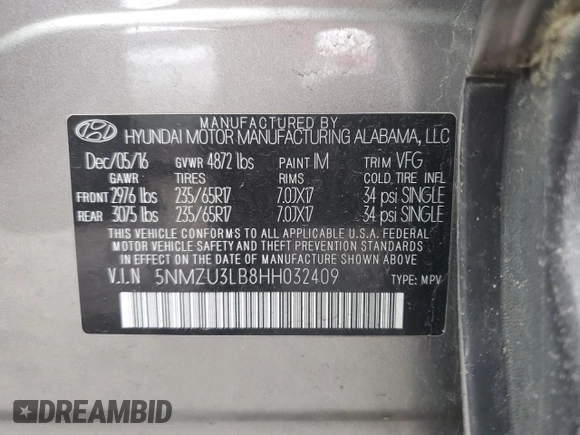 MANUFACTURED BY
HYUNDAI MOTOR MANUFACTURING ALABAMA, LLC
Dec/05/16 GVWR 4872 lbs PAINT IM TRIM VFG
GAWR TIRES RIMS COLD TIRE INFL
FRONT 2976 lbs 235/65R17 7.0JX17 34 psi SINGLE
REAR 3075 lbs 235/65R17 7.0JX17 34 psi SINGLE
THIS VEHICLE CONFORMS TO ALL APPLICABLE U.S.A. FEDERAL
MOTOR VEHICLE SAFETY AND THEFT PREVENTION STANDARDS
IN EFFECT ON THE DATE OF MANUFACTURE SHOWN ABOVE
V.I.N 5NMZU3LB8HH032409 TYPE: MPV
DREAMBID